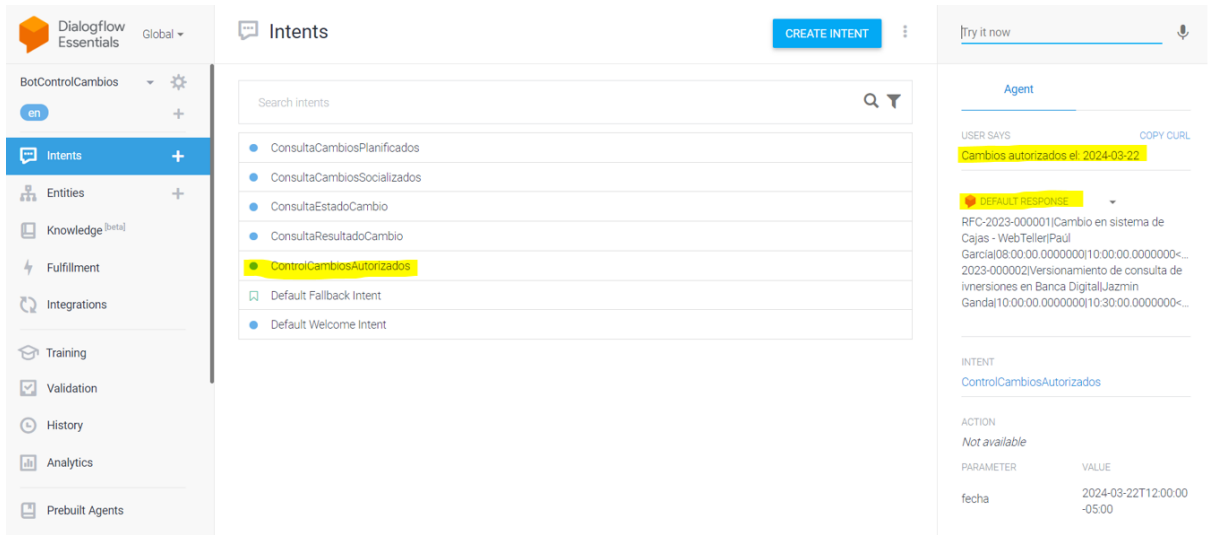 Dialogflow
Essentials
Global
BotControlCambios
en
Intents
Entities
Knowledge [beta]
Fulfillment
Integrations
Training
Validation
History
Analytics
Prebuilt Agents
Intents
CREATE INTENT
Search intents
ConsultaCambiosPlanificados
ConsultaCambiosSocializados
ConsultaEstadoCambio
ConsultaResultadoCambio
ControlCambiosAutorizados
Default Fallback Intent
Default Welcome Intent
Try it now
Agent
USER SAYS COPY CURL
Cambios autorizados el: 2024-03-22
DEFAULT RESPONSE
RFC-2023-000001|Cambio en sistema de
Cajas - WebTeller|Paúl
García|08:00:00.0000000|10:00:00.0000000<...
2023-000002|Versionamiento de consulta de
ivnersiones en Banca Digital|Jazmin
Ganda|10:00:00.0000000|10:30:00.0000000<...
INTENT
ControlCambiosAutorizados
ACTION
Not available
PARAMETER VALUE
fecha 2024-03-22T12:00:00
-05:00